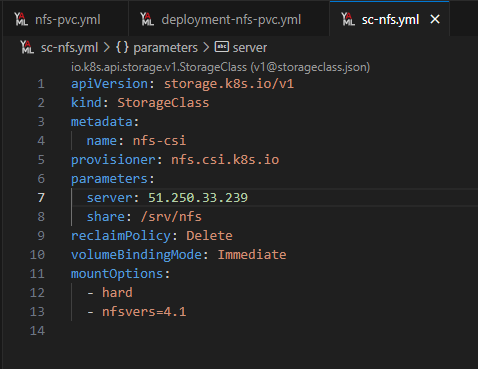 nfs-pvc.yml deployment-nfs-pvc.yml sc-nfs.yml ×
sc-nfs.yml > {} parameters > abc server
io.k8s.api.storage.v1.StorageClass (v1@storageclass.json)
1 apiVersion: storage.k8s.io/v1
2 kind: StorageClass
3 metadata:
4   name: nfs-csi
5 provisioner: nfs.csi.k8s.io
6 parameters:
7   server: 51.250.33.239
8   share: /srv/nfs
9 reclaimPolicy: Delete
10 volumeBindingMode: Immediate
11 mountOptions:
12   - hard
13   - nfsvers=4.1
14